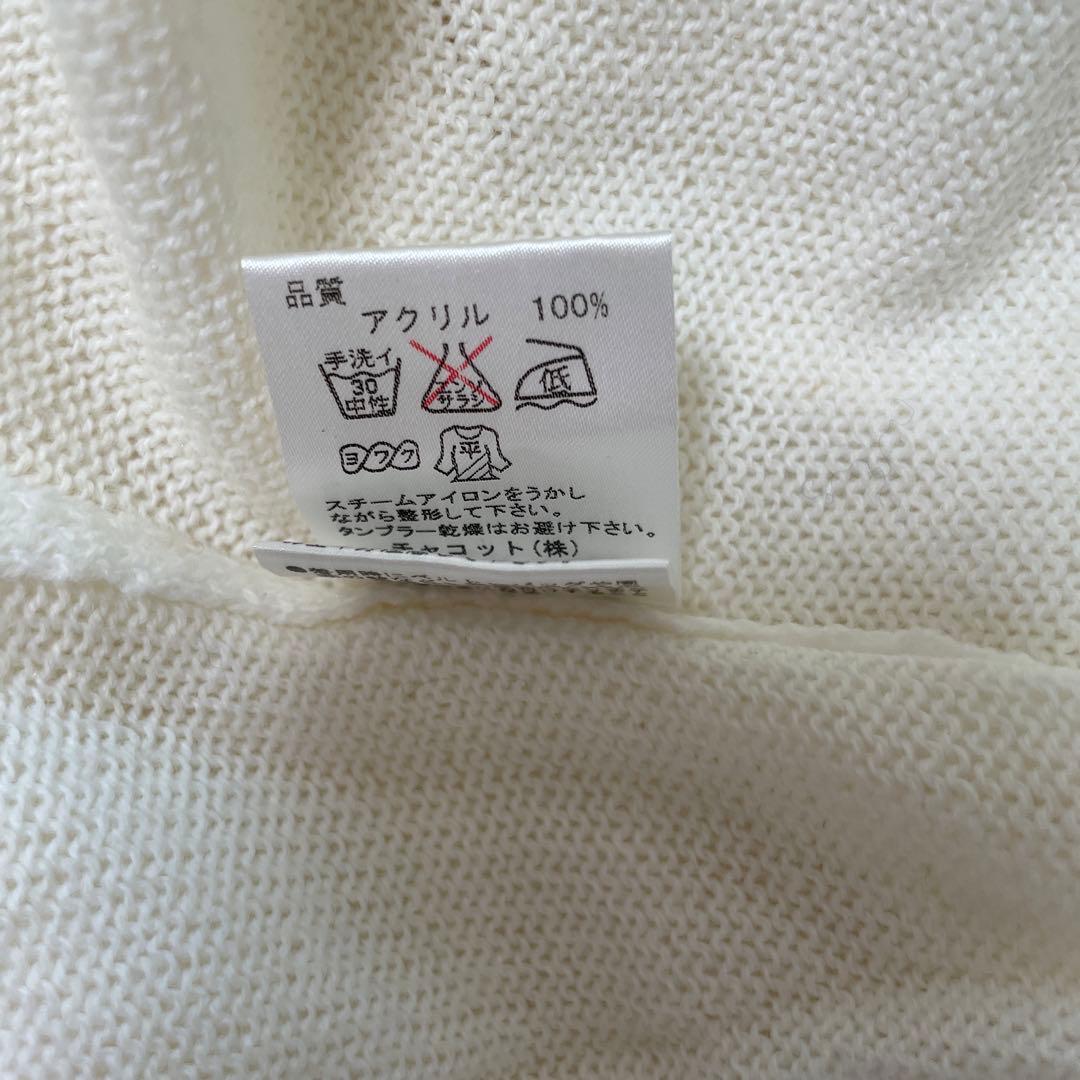 品質
アクリル 100%
手洗イ
30
中性
エンソ
サラシ
低
ヨワク
平
スチームアイロンをうかし
ながら整形して下さい。
タンブラー乾燥はお避け下さい。
チャコット(株)